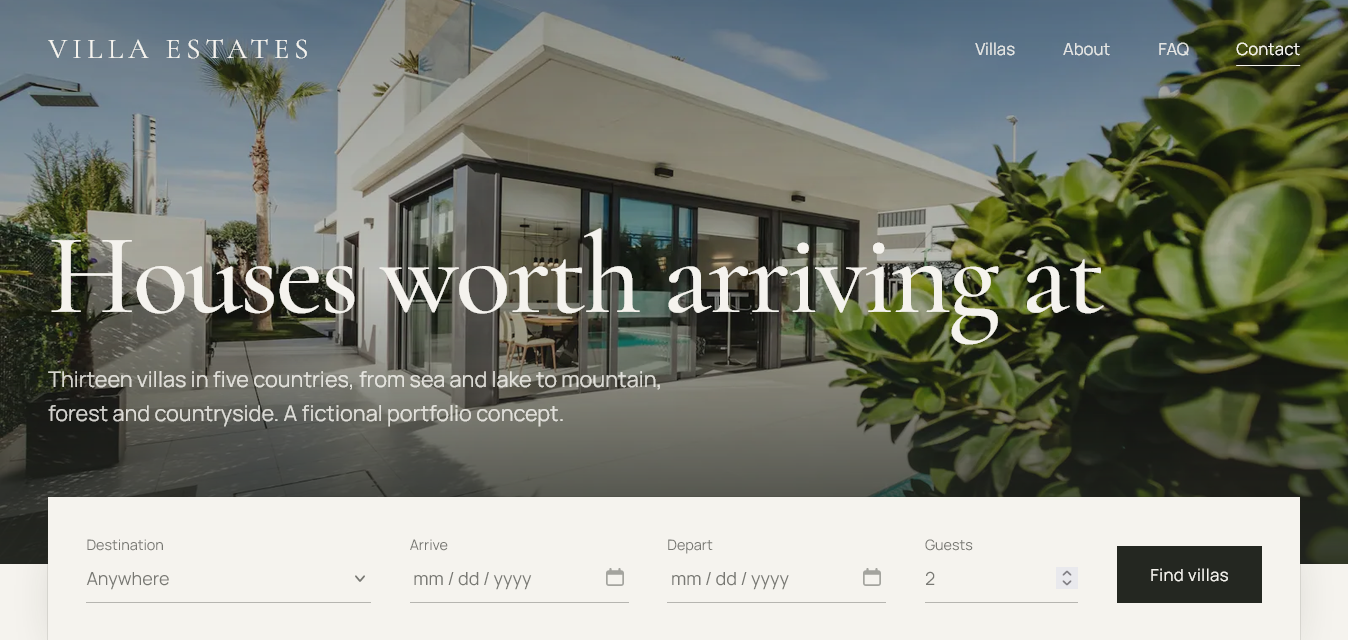 VILLA ESTATES
Villas About FAQ Contact
Houses worth arriving at
Thirteen villas in five countries, from sea and lake to mountain,
forest and countryside. A fictional portfolio concept.
Destination Arrive Depart Guests
Anywhere mm / dd / yyyy mm / dd / yyyy 2
Find villas